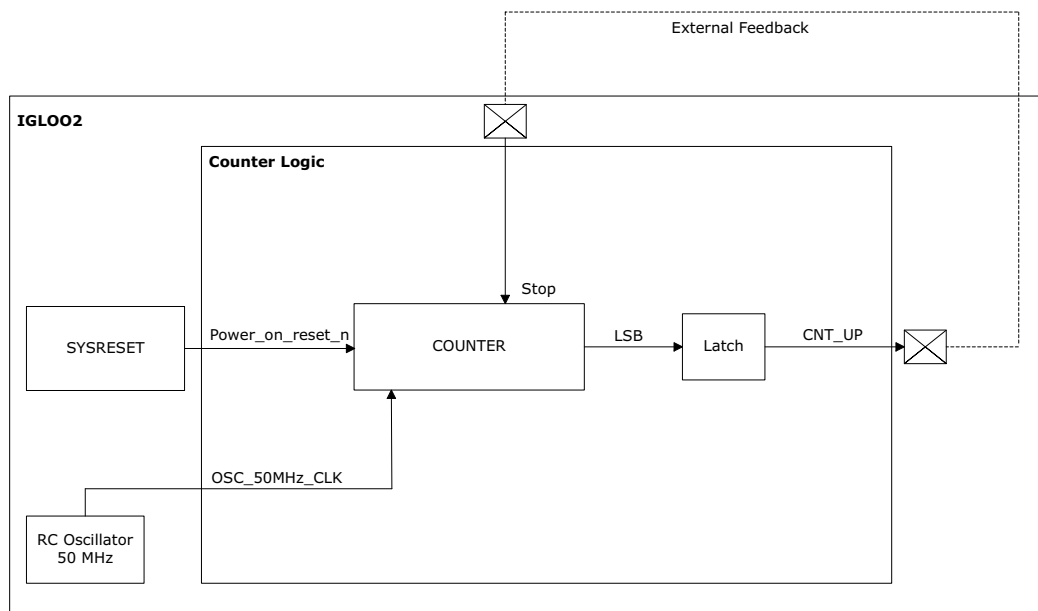 External Feedback
IGLOO2
Counter Logic
Stop
SYSRESET
Power_on_reset_n
COUNTER
LSB
Latch
CNT_UP
OSC_50MHz_CLK
RC Oscillator
50 MHz